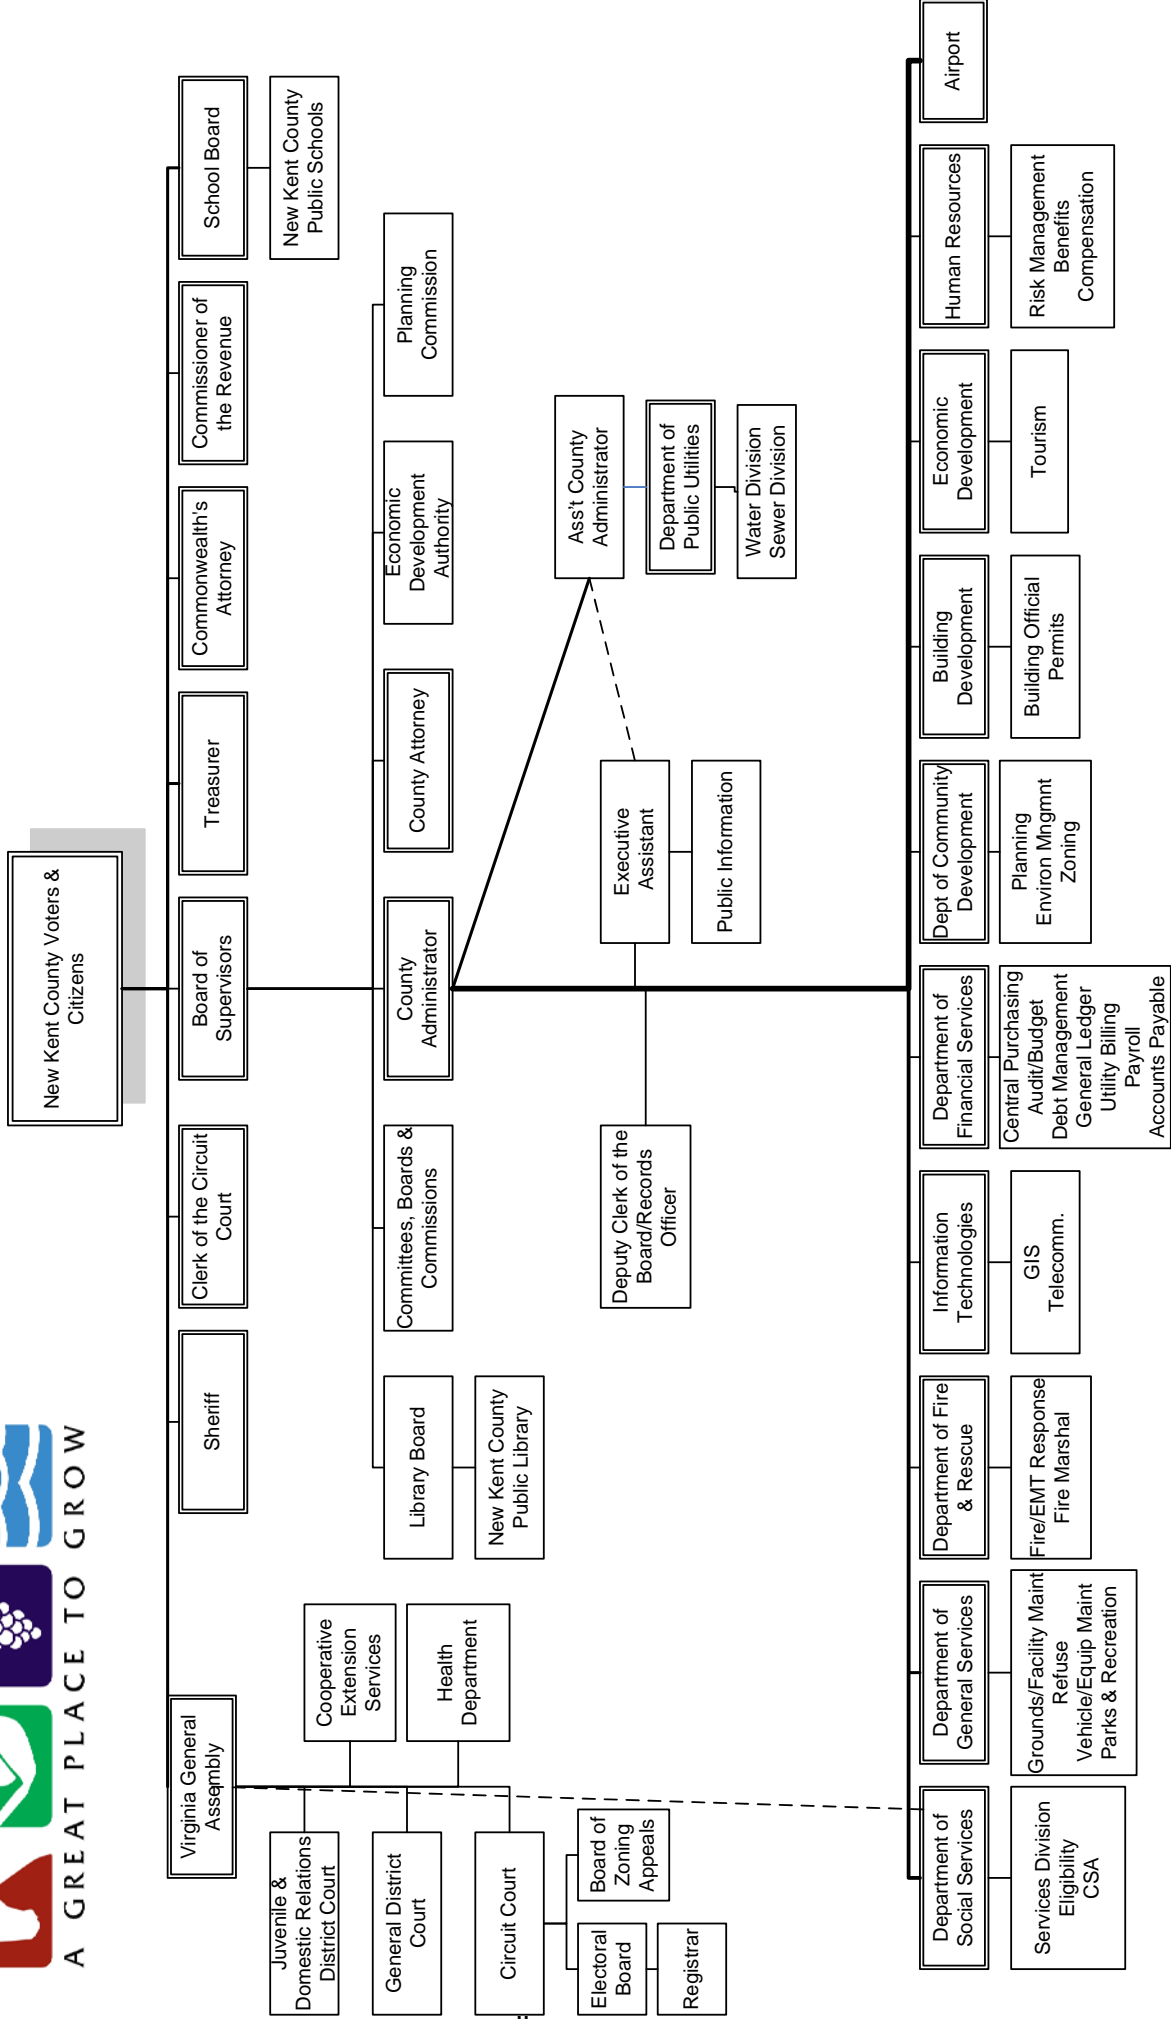 A GREAT PLACE TO GROW
New Kent County Voters &
Citizens
Virginia General
Assembly
Sheriff
Clerk of the Circuit
Court
Board of
Supervisors
Treasurer
Commonwealth's
Attorney
Commissioner of
the Revenue
School Board
New Kent County
Public Schools
Juvenile &
Domestic Relations
District Court
General District
Court
Circuit Court
Electoral
Board
Registrar
Board of
Zoning
Appeals
Cooperative
Extension
Services
Health
Department
Library Board
New Kent County
Public Library
Committees, Boards &
Commissions
County
Administrator
County Attorney
Economic
Development
Authority
Planning
Commission
Ass't County
Administrator
Department of
Public Utilities
Water Division
Sewer Division
Deputy Clerk of the
Board/Records
Officer
Executive
Assistant
Public Information
Department of
Social Services
Services Division
Eligibility
CSA
Department of
General Services
Grounds/Facility Maint
Refuse
Vehicle/Equip Maint
Parks & Recreation
Department of Fire
& Rescue
Fire/EMT Response
Fire Marshal
Information
Technologies
GIS
Telecomm.
Department of
Financial Services
Central Purchasing
Audit/Budget
Debt Management
General Ledger
Utility Billing
Payroll
Accounts Payable
Dept of Community
Development
Planning
Environ Mngmnt
Zoning
Building
Development
Building Official
Permits
Economic
Development
Tourism
Human Resources
Risk Management
Benefits
Compensation
Airport